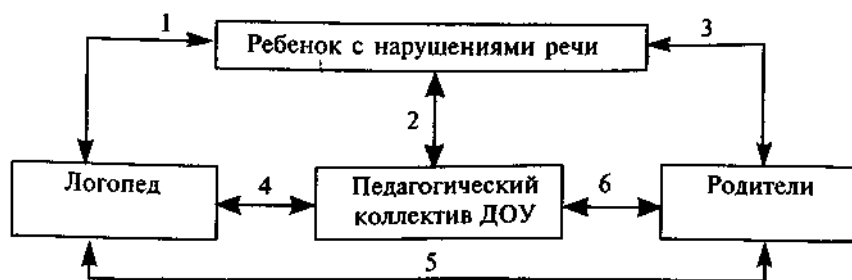 1
Ребенок с нарушениями речи
3
2
Логопед
4
Педагогический
коллектив ДОУ
6
Родители
5